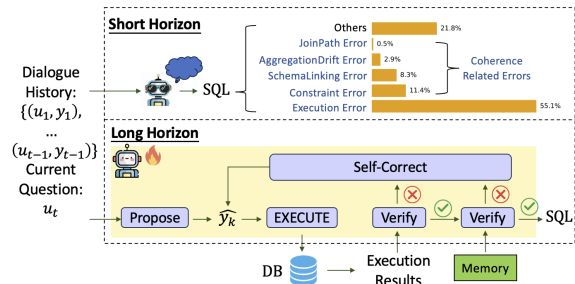 Short Horizon
Others 21.8%
JoinPath Error 0.5%
AggregationDrift Error 2.9%
SchemaLinking Error 8.3%
Constraint Error 11.4%
Execution Error 55.1%
Coherence
Related Errors
SQL
Dialogue
History:
{(u₁, y₁),
...
(uₜ₋₁, yₜ₋₁)}
Current
Question:
uₜ
Long Horizon
Self-Correct
Propose
ŷₖ
EXECUTE
Verify
Verify
SQL
DB
Execution
Results
Memory